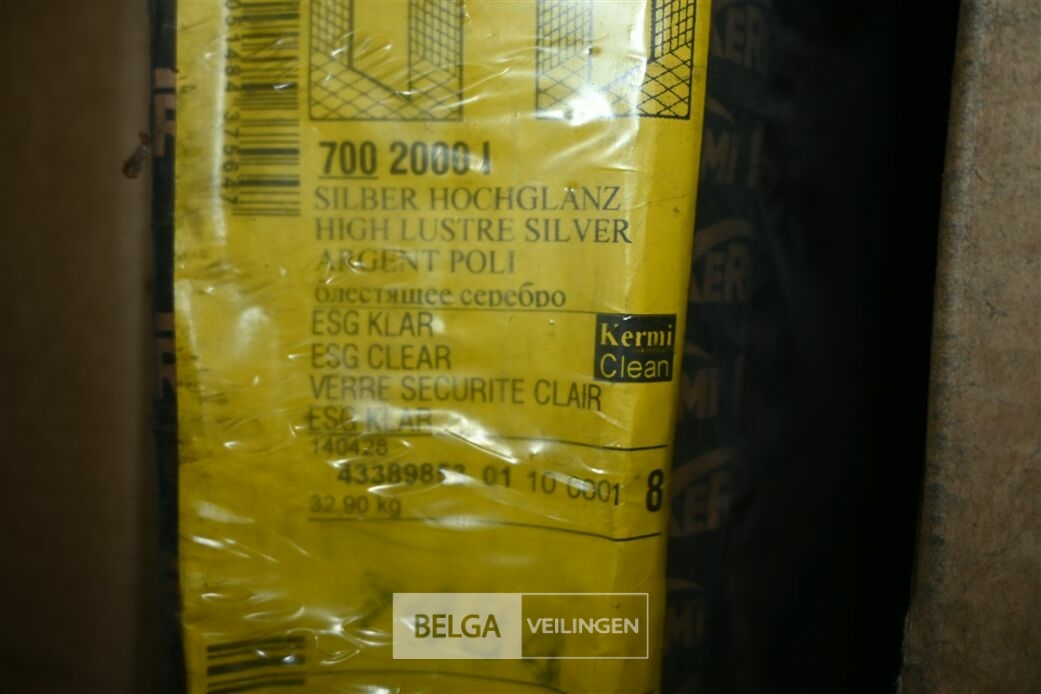 700 2000
SILBER HOCHGLANZ
HIGH LUSTRE SILVER
ARGENT POLI
блестящее серебро
ESG KLAR
ESG CLEAR
VERRE SECURITE CLAIR
ESG KLAR
Kermi
Clean
140428
01 10 0001 8
32.90 kg
BELGA VEILINGEN